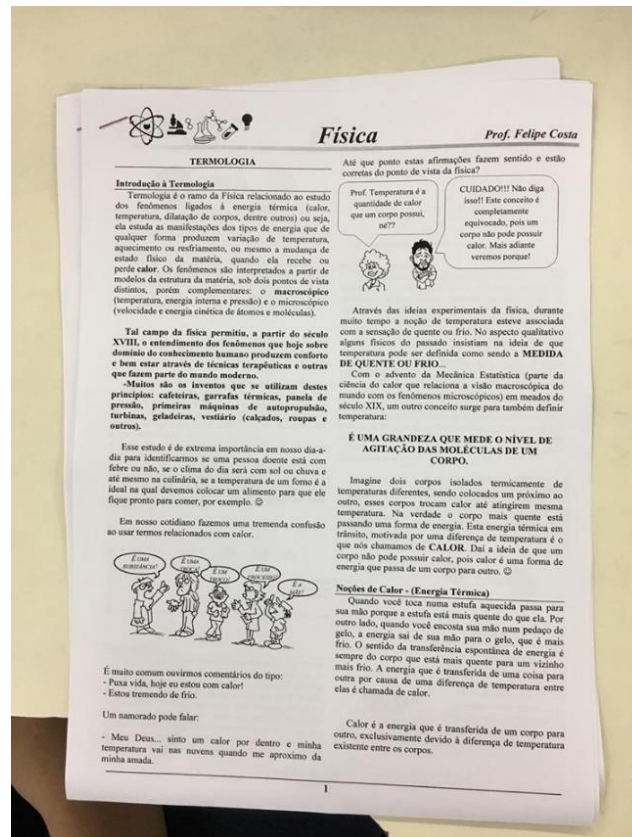 Física
Prof. Felipe Costa
TERMOLOGIA
Introdução à Termologia
Termologia é o ramo da Física relacionado ao estudo
dos fenômenos ligados à energia térmica (calor,
temperatura, dilatação de corpos, dentre outros) ou seja,
ela estuda as manifestações dos tipos de energia que de
qualquer forma produzem variação de temperatura,
aquecimento ou resfriamento, ou mesmo a mudança de
estado físico da matéria, quando ela recebe ou
perde calor. Os fenômenos são interpretados a partir de
modelos da estrutura da matéria, sob dois pontos de vista
distintos, porém complementares: o macroscópico
(temperatura, energia interna e pressão) e o microscópico
(velocidade e energia cinética de átomos e moléculas).
Tal campo da física permitiu, a partir do século
XVIII, o entendimento dos fenômenos que hoje sobre
domínio do conhecimento humano produzem conforto
e bem estar através de técnicas terapêuticas e outras
que fazem parte do mundo moderno.
-Muitos são os inventos que se utilizam destes
princípios: cafeteiras, garrafas térmicas, panela de
pressão, primeiras máquinas de autopropulsão,
turbinas, geladeiras, vestiário (calçados, roupas e
outros).
Esse estudo é de extrema importância em nosso dia-a-
dia para identificarmos se uma pessoa doente está com
febre ou não, se o clima do dia será com sol ou chuva e
até mesmo na culinária, se a temperatura de um forno é a
ideal na qual devemos colocar um alimento para que ele
fique pronto para comer, por exemplo. ☺
Em nosso cotidiano fazemos uma tremenda confusão
ao usar termos relacionados com calor.
É UMA
SUBSTÂNCIA!
É UMA
TROCA!
É UM
TROCO!
É UM
PROCESSO!
É A
MÃE!
É muito comum ouvirmos comentários do tipo:
- Puxa vida, hoje eu estou com calor!
- Estou tremendo de frio.
Um namorado pode falar:
- Meu Deus... sinto um calor por dentro e minha
temperatura vai nas nuvens quando me aproximo da
minha amada.
Até que ponto estas afirmações fazem sentido e estão
corretas do ponto de vista da física?
Prof. Temperatura é a
quantidade de calor
que um corpo possui,
né??
CUIDADO!!! Não diga
isso!! Este conceito é
completamente
equivocado, pois um
corpo não pode possuir
calor. Mais adiante
veremos porque!
Através das ideias experimentais da física, durante
muito tempo a noção de temperatura esteve associada
com a sensação de quente ou frio. No aspecto qualitativo
alguns físicos do passado insistiam na ideia de que
temperatura pode ser definida como sendo a MEDIDA
DE QUENTE OU FRIO...
Com o advento da Mecânica Estatística (parte da
ciência do calor que relaciona a visão macroscópica do
mundo com os fenômenos microscópicos) em meados do
século XIX, um outro conceito surge para também definir
temperatura:
É UMA GRANDEZA QUE MEDE O NÍVEL DE
AGITAÇÃO DAS MOLÉCULAS DE UM
CORPO.
Imagine dois corpos isolados termicamente de
temperaturas diferentes, sendo colocados um próximo ao
outro, esses corpos trocam calor até atingirem mesma
temperatura. Na verdade o corpo mais quente está
passando uma forma de energia. Esta energia térmica em
trânsito, motivada por uma diferença de temperatura é o
que nós chamamos de CALOR. Daí a ideia de que um
corpo não pode possuir calor, pois calor é uma forma de
energia que passa de um corpo para outro. ☺
Noções de Calor - (Energia Térmica)
Quando você toca numa estufa aquecida passa para
sua mão porque a estufa está mais quente do que ela. Por
outro lado, quando você encosta sua mão num pedaço de
gelo, a energia sai de sua mão para o gelo, que é mais
frio. O sentido da transferência espontânea de energia é
sempre do corpo que está mais quente para um vizinho
mais frio. A energia que é transferida de uma coisa para
outra por causa de uma diferença de temperatura entre
elas é chamada de calor.
Calor é a energia que é transferida de um corpo para
outro, exclusivamente devido à diferença de temperatura
existente entre os corpos.
1